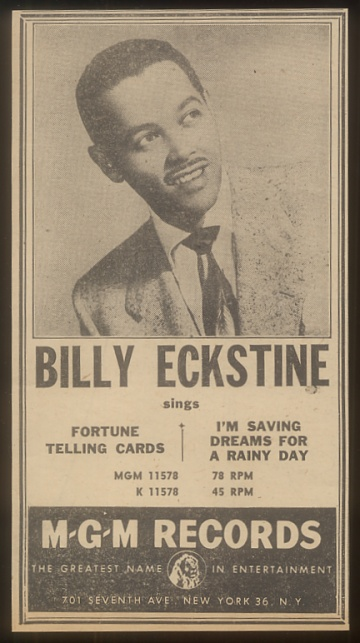 BILLY ECKSTINE
sings
FORTUNE
TELLING CARDS
I'M SAVING
DREAMS FOR
A RAINY DAY
MGM 11578 78 RPM
K 11578 45 RPM
M-G-M RECORDS
THE GREATEST NAME IN ENTERTAINMENT
701 SEVENTH AVE. NEW YORK 36, N. Y.